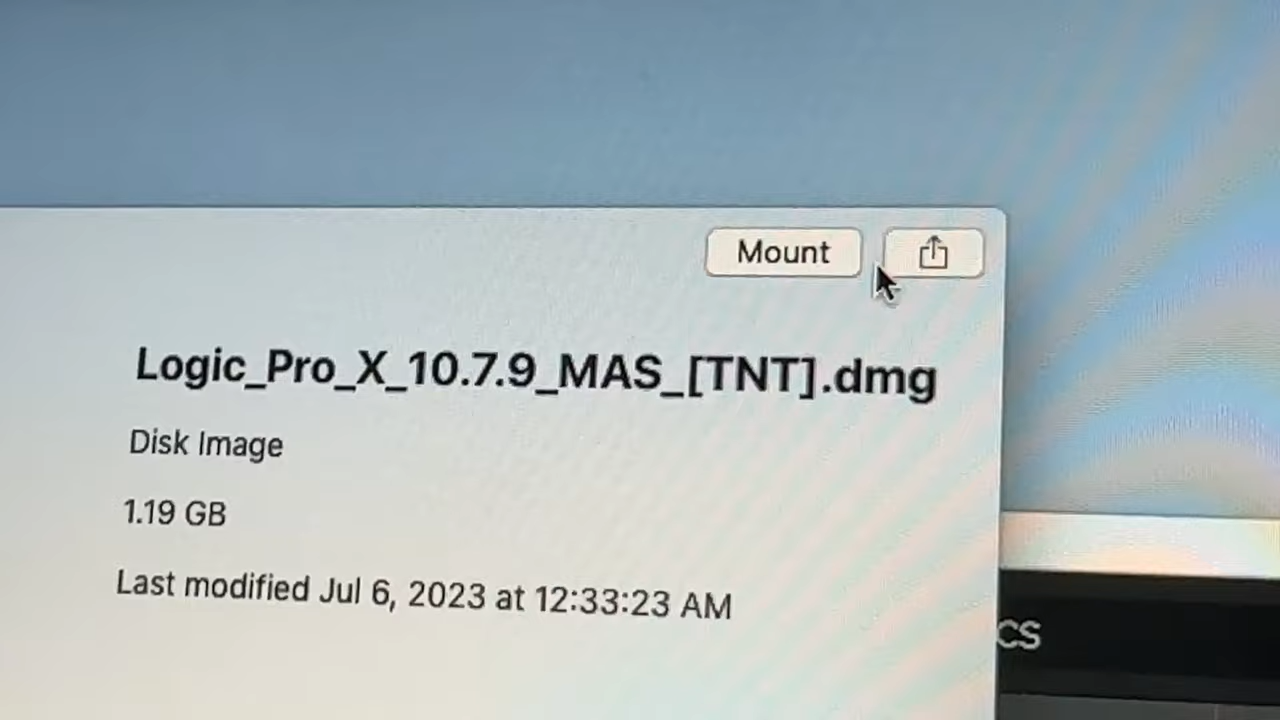 Mount
Logic_Pro_X_10.7.9_MAS_[TNT].dmg
Disk Image
1.19 GB
Last modified Jul 6, 2023 at 12:33:23 AM
cs